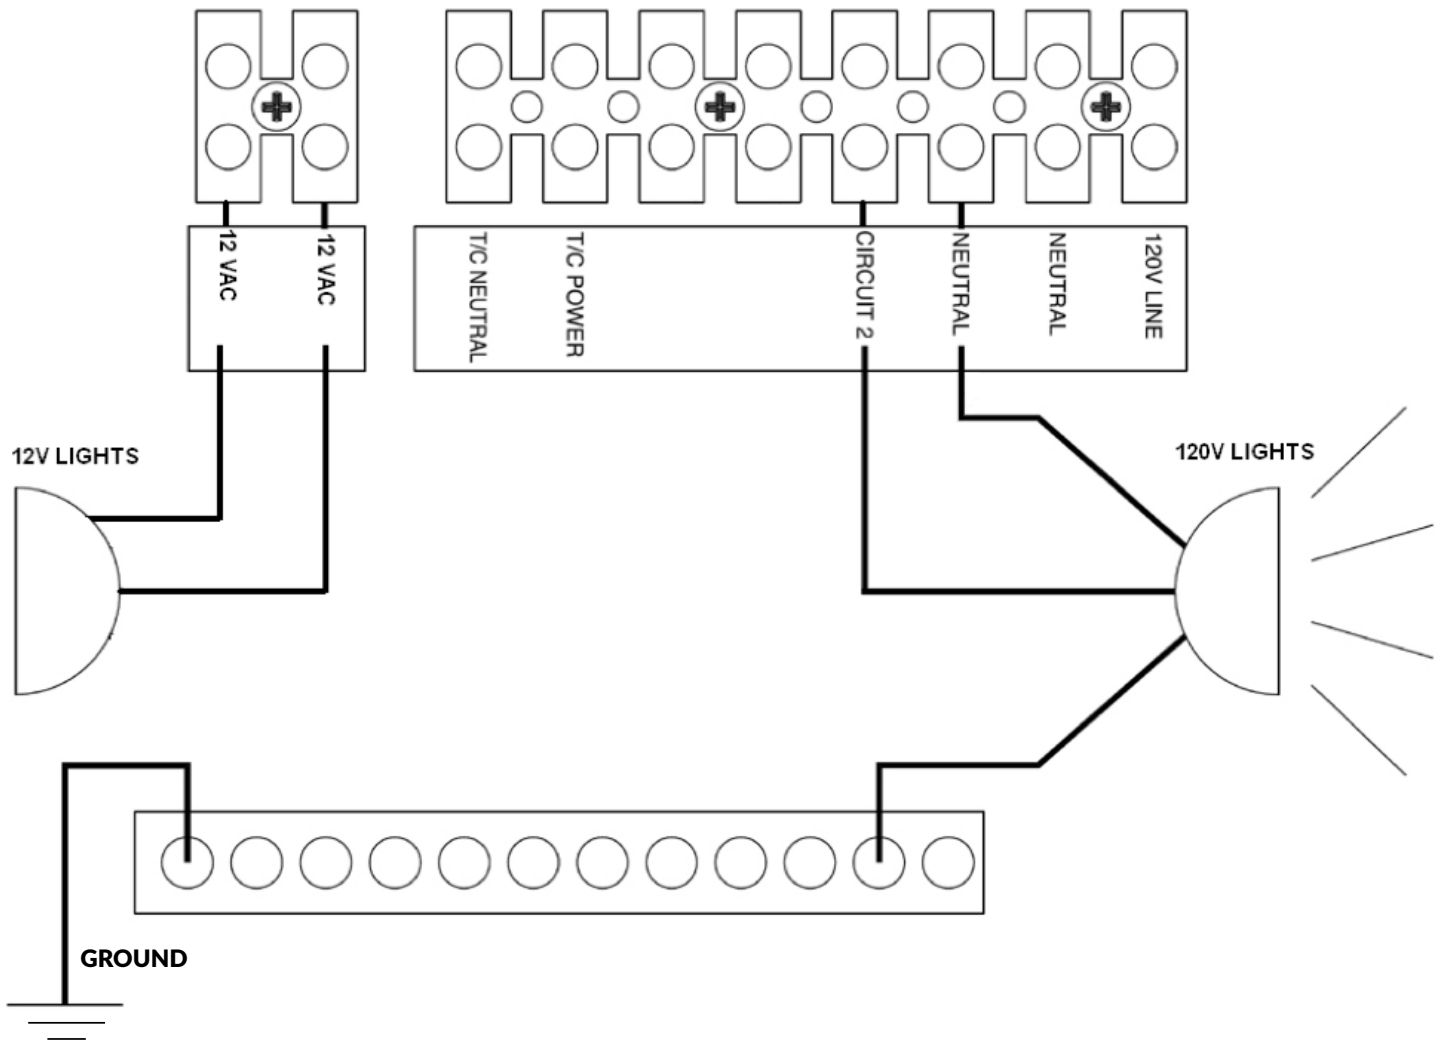 12 VAC
12 VAC
T/C NEUTRAL
T/C POWER
CIRCUIT 2
NEUTRAL
NEUTRAL
120V LINE
12V LIGHTS
120V LIGHTS
GROUND